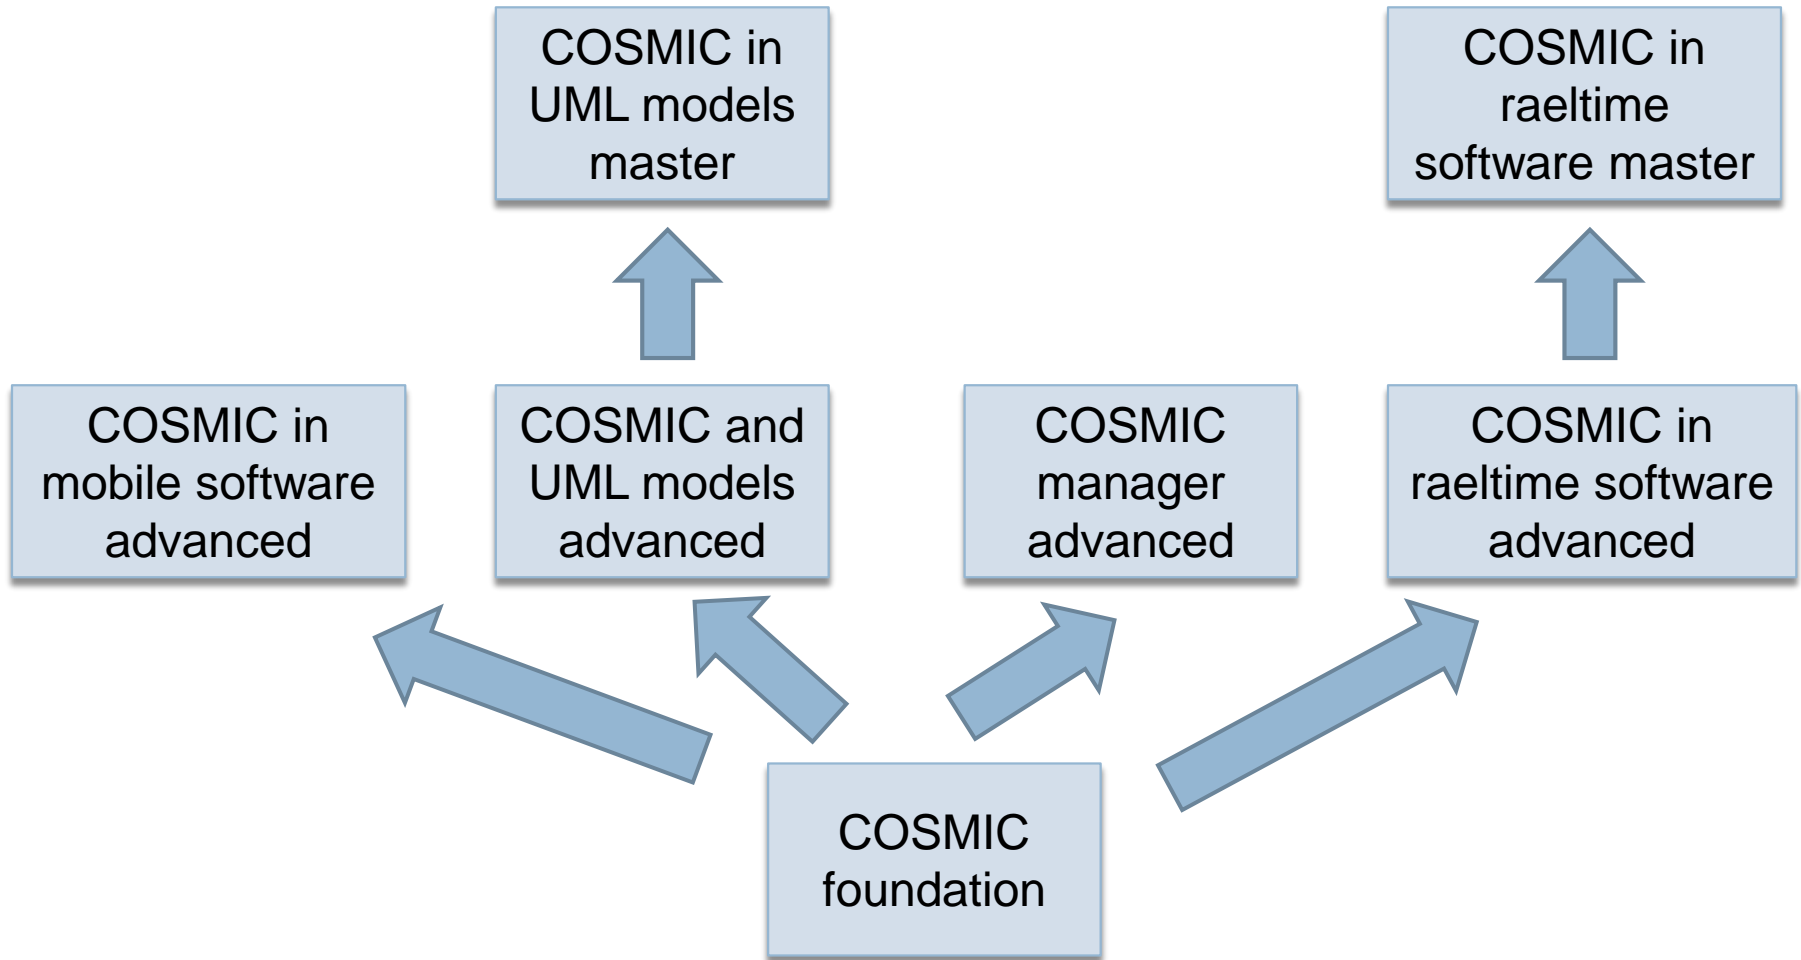 COSMIC in
UML models
master
COSMIC in
raeltime
software master
COSMIC in
mobile software
advanced
COSMIC and
UML models
advanced
COSMIC
manager
advanced
COSMIC in
raeltime software
advanced
COSMIC
foundation